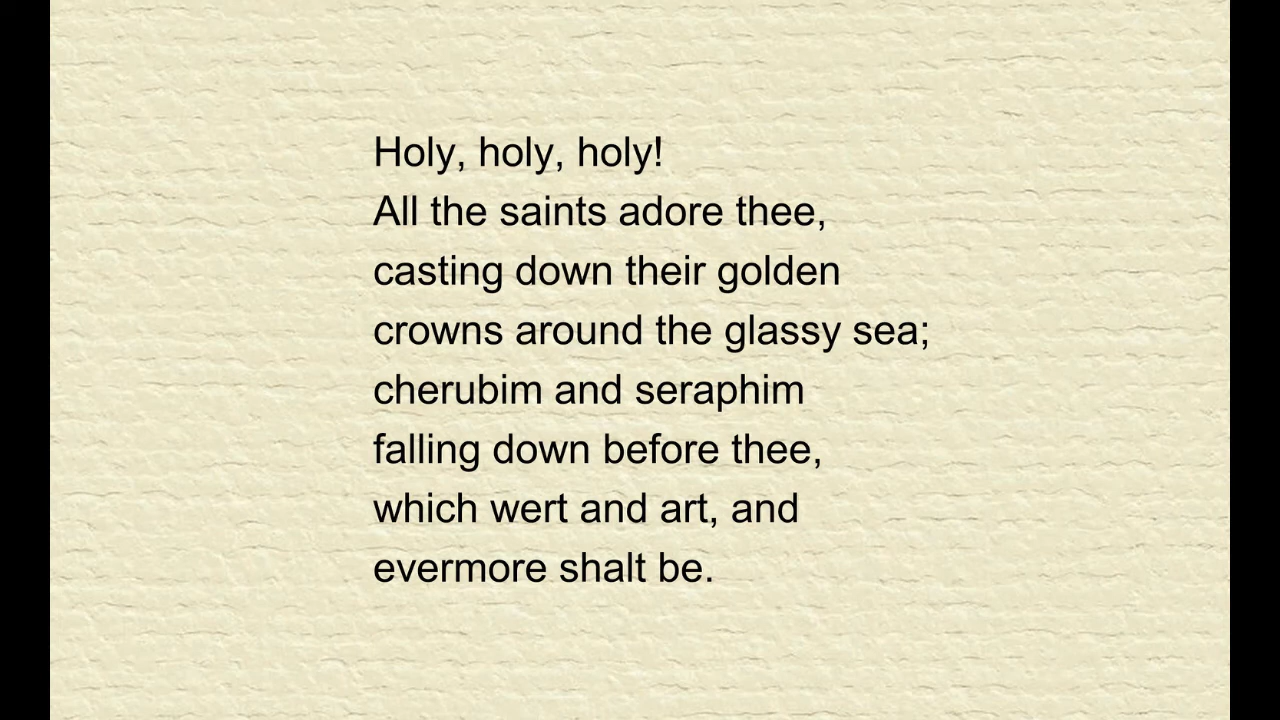 Holy, holy, holy!
All the saints adore thee,
casting down their golden
crowns around the glassy sea;
cherubim and seraphim
falling down before thee,
which wert and art, and
evermore shalt be.